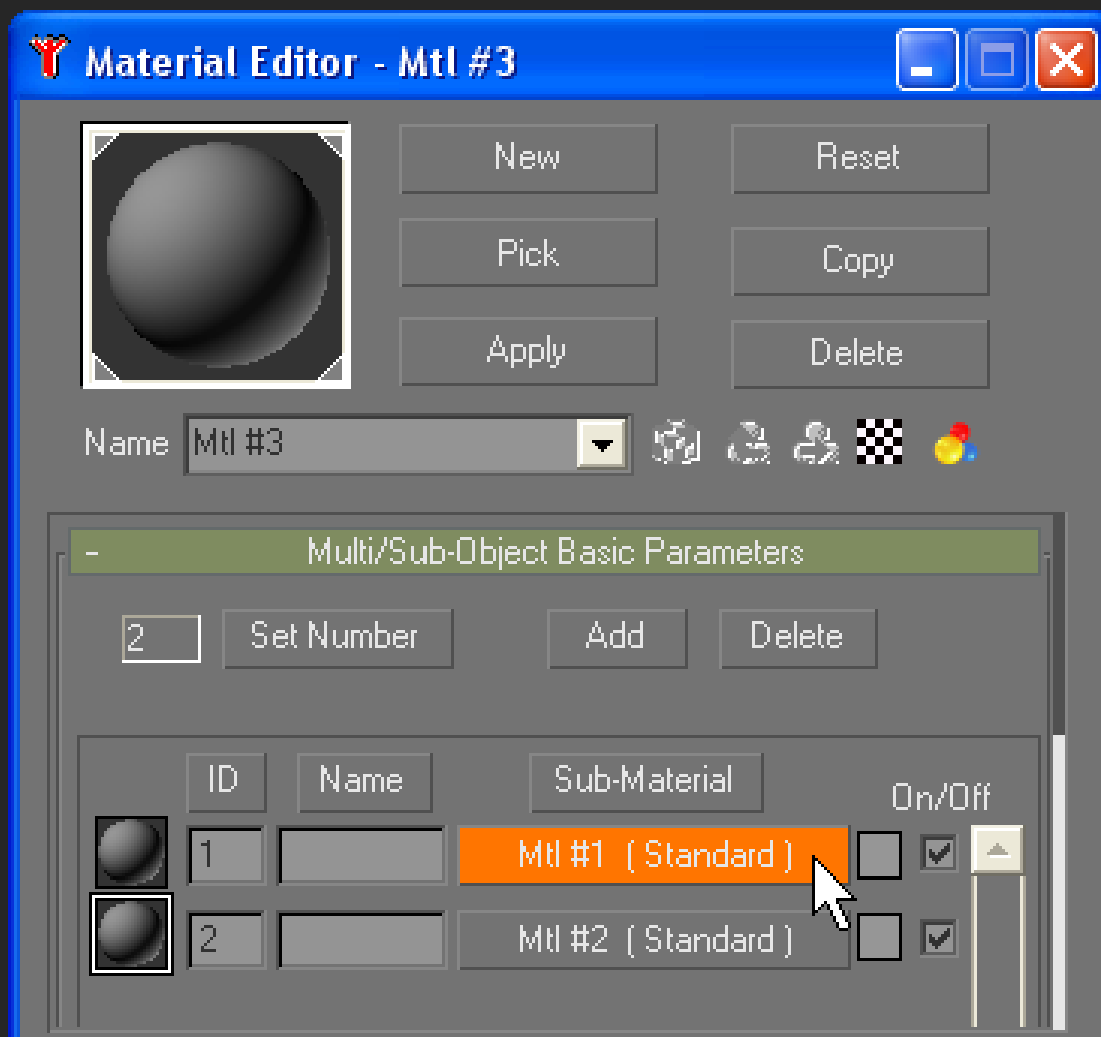 Material Editor - Mtl #3
New Reset
Pick Copy
Apply Delete
Name Mtl #3
- Multi/Sub-Object Basic Parameters
2 Set Number Add Delete
ID Name Sub-Material On/Off
1 Mtl #1 ( Standard )
2 Mtl #2 ( Standard )